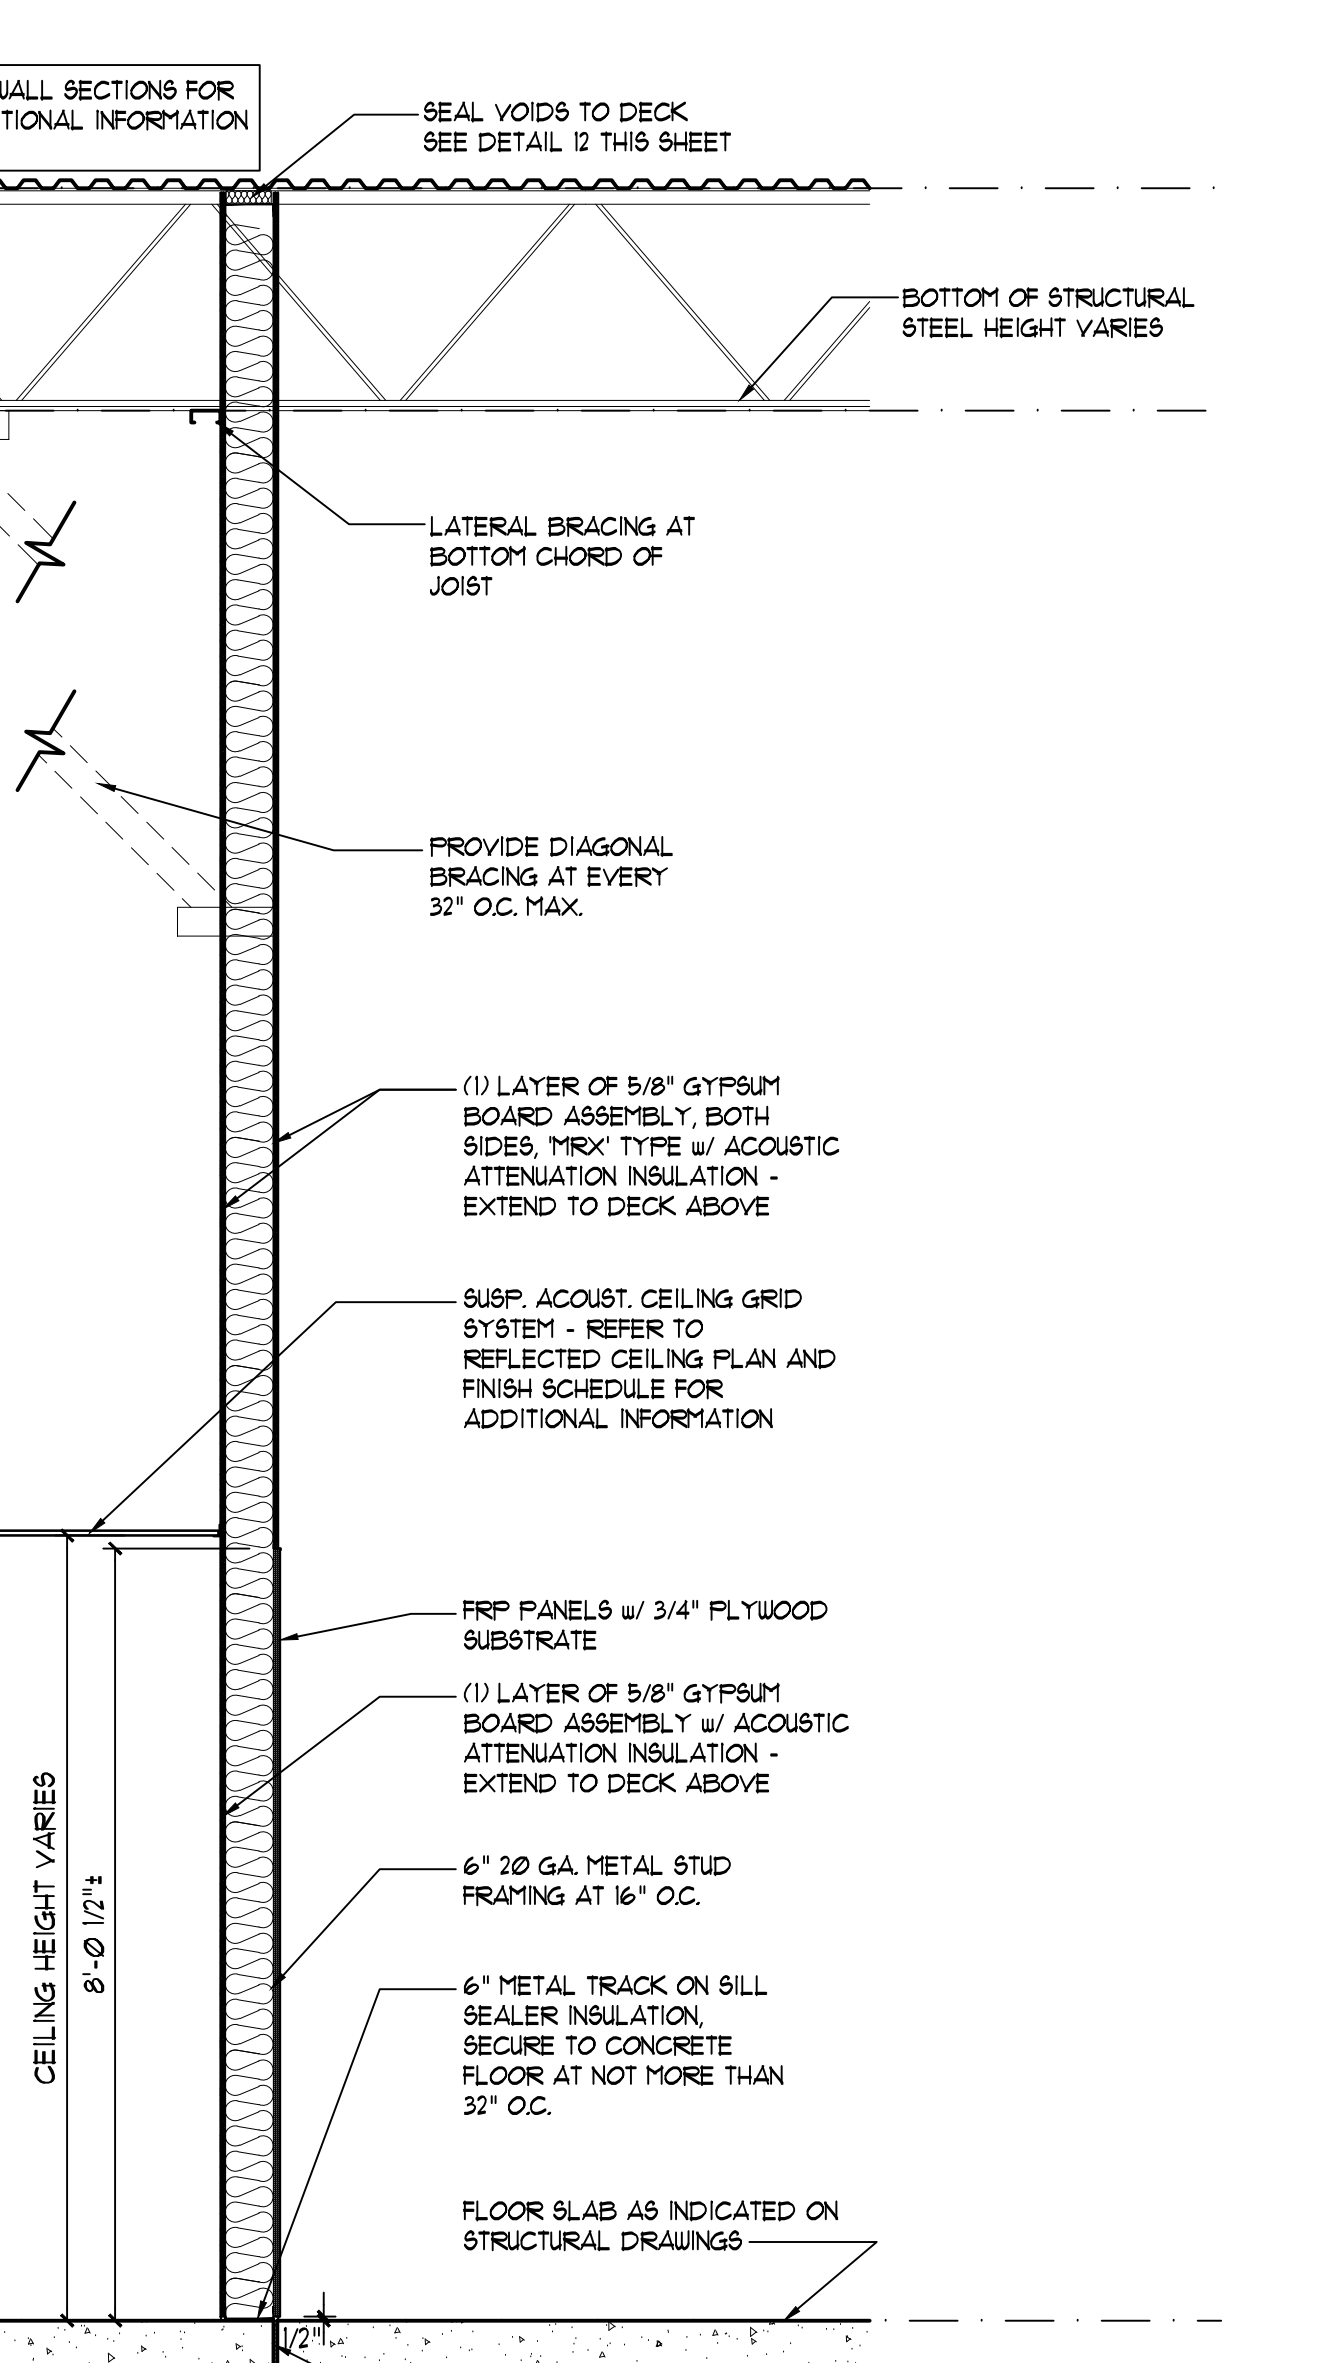 WALL SECTIONS FOR
TIONAL INFORMATION
SEAL VOIDS TO DECK
SEE DETAIL 12 THIS SHEET
BOTTOM OF STRUCTURAL
STEEL HEIGHT VARIES
LATERAL BRACING AT
BOTTOM CHORD OF
JOIST
PROVIDE DIAGONAL
BRACING AT EVERY
32" O.C. MAX.
(1) LAYER OF 5/8" GYPSUM
BOARD ASSEMBLY, BOTH
SIDES, 'MRX' TYPE w/ ACOUSTIC
ATTENUATION INSULATION -
EXTEND TO DECK ABOVE
SUSP. ACOUST. CEILING GRID
SYSTEM - REFER TO
REFLECTED CEILING PLAN AND
FINISH SCHEDULE FOR
ADDITIONAL INFORMATION
FRP PANELS w/ 3/4" PLYWOOD
SUBSTRATE
(1) LAYER OF 5/8" GYPSUM
BOARD ASSEMBLY w/ ACOUSTIC
ATTENUATION INSULATION -
EXTEND TO DECK ABOVE
CEILING HEIGHT VARIES
8'-0 1/2"±
6" 20 GA. METAL STUD
FRAMING AT 16" O.C.
6" METAL TRACK ON SILL
SEALER INSULATION,
SECURE TO CONCRETE
FLOOR AT NOT MORE THAN
32" O.C.
FLOOR SLAB AS INDICATED ON
STRUCTURAL DRAWINGS
1/2"